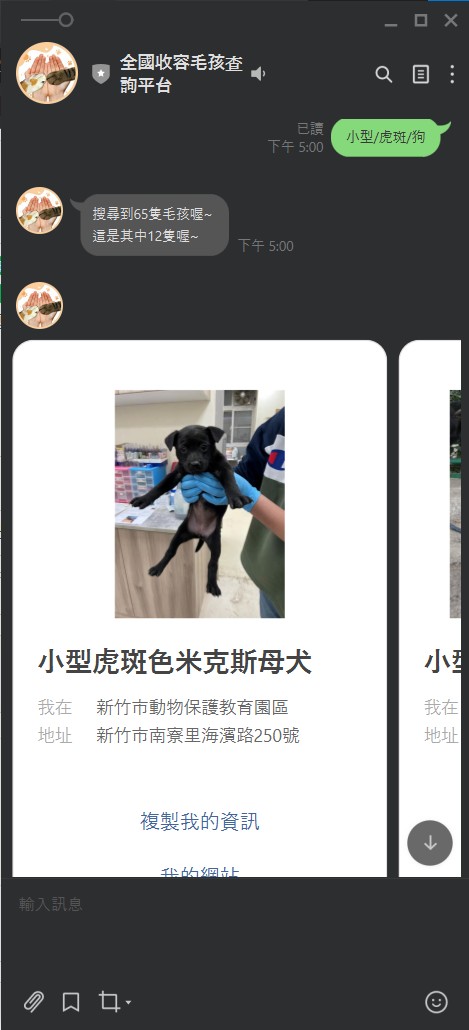 全國收容毛孩查
詢平台
已讀
下午 5:00
小型/虎斑/狗
搜尋到65隻毛孩喔~
這是其中12隻喔~
下午 5:00
小型虎斑色米克斯母犬
我在 新竹市動物保護教育園區
地址 新竹市南寮里海濱路250號
複製我的資訊
我的網站
小型
我在
地址
輸入訊息